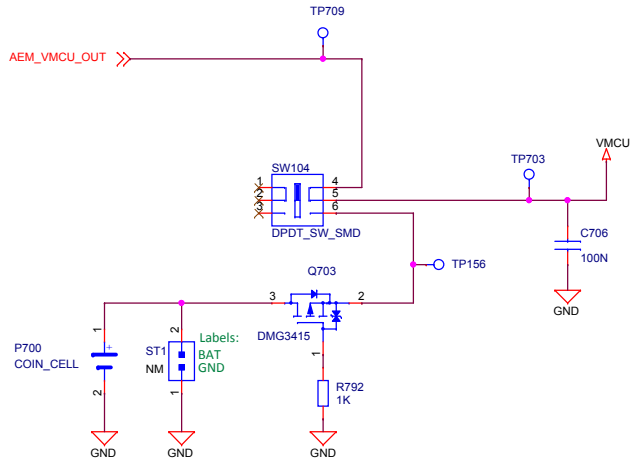 TP709
AEM_VMCU_OUT
SW104
1
2
3
4
5
6
DPDT_SW_SMD
TP703
VMCU
C706
100N
GND
TP156
Q703
3
2
DMG3415
1
R792
1K
GND
1
P700
COIN_CELL
+
2
GND
2
ST1
NM
1
Labels:
BAT
GND
GND